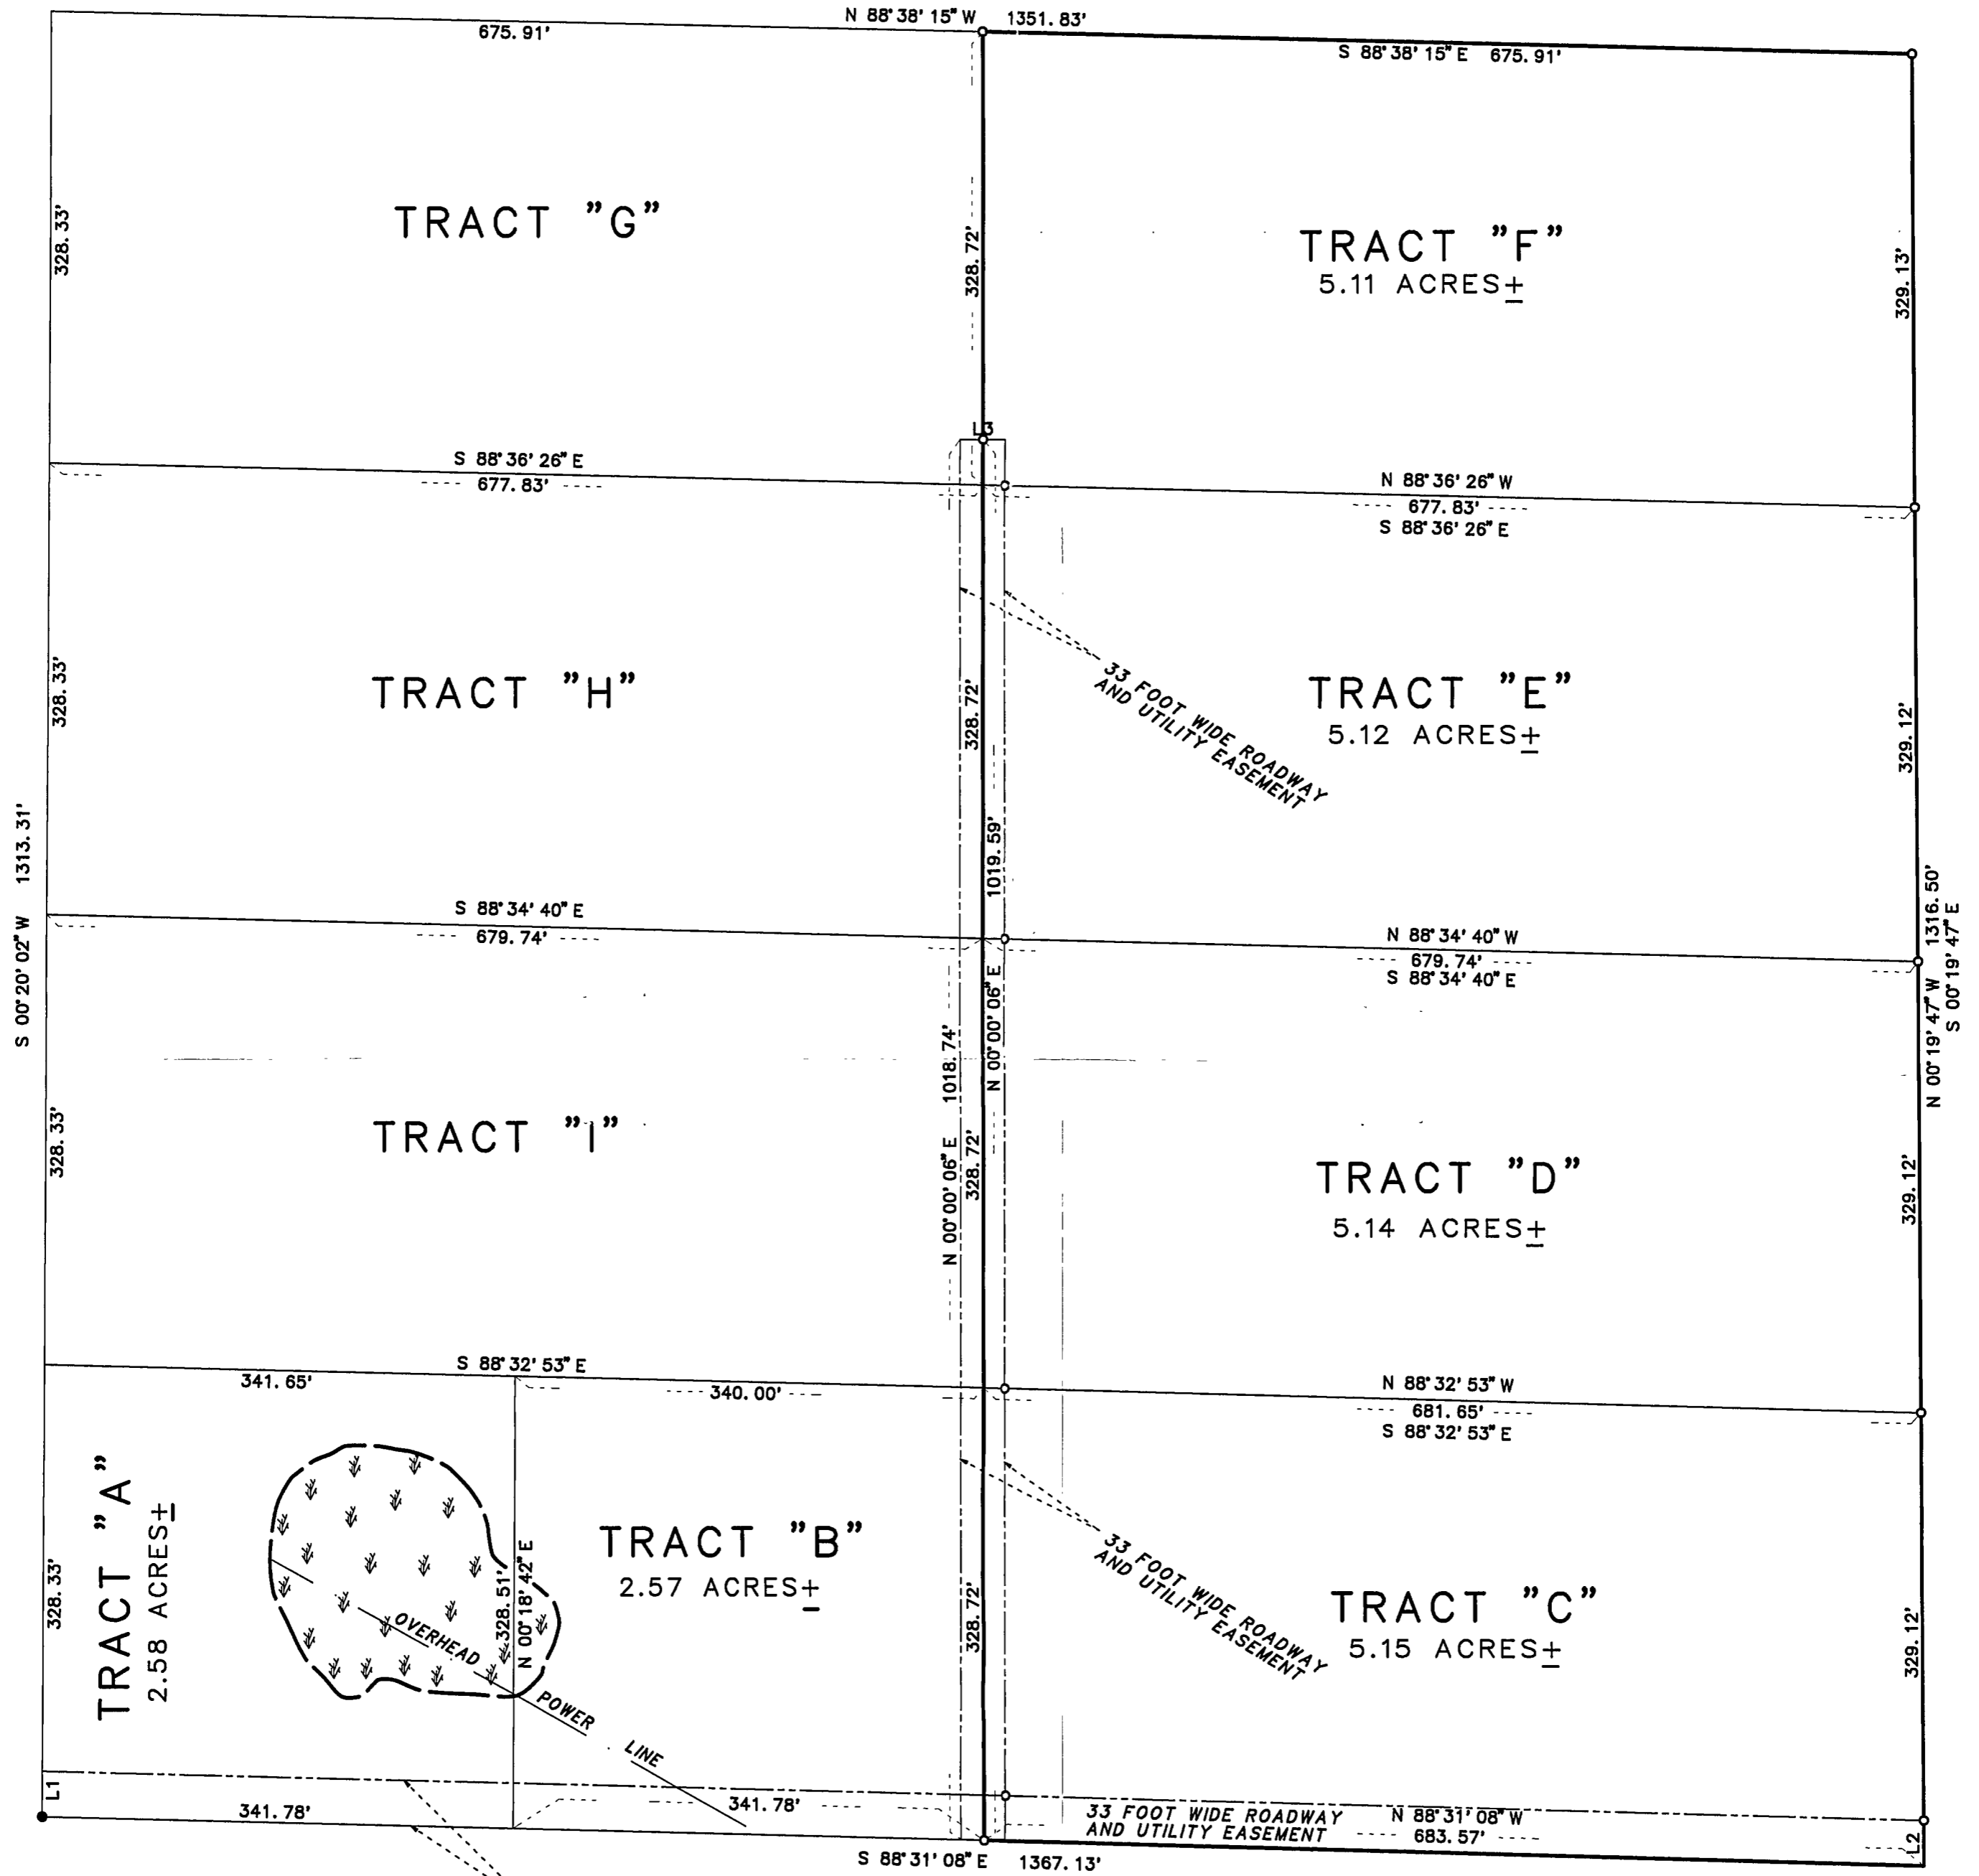 N 88° 38' 15" W 1351. 83'
675. 91'
S 88° 38' 15" E 675. 91'
TRACT "G"
328. 33'
328. 72'
TRACT "F"
5.11 ACRES±
329. 13'
L3
S 88° 36' 26" E
677. 83'
N 88° 36' 26" W
677. 83'
S 88° 36' 26" E
TRACT "H"
328. 33'
328. 72'
33 FOOT WIDE ROADWAY
AND UTILITY EASEMENT
TRACT "E"
5.12 ACRES±
329. 12'
S 00° 20' 02" W 1313. 31'
N 00° 00' 06" E 1019. 59'
N 00° 19' 47" W 1316. 50'
S 00° 19' 47" E
S 88° 34' 40" E
679. 74'
N 88° 34' 40" W
679. 74'
S 88° 34' 40" E
TRACT "I"
328. 33'
N 00° 00' 06" E 1018. 74'
328. 72'
TRACT "D"
5.14 ACRES±
329. 12'
S 88° 32' 53" E
341. 65'
340. 00'
N 88° 32' 53" W
681. 65'
S 88° 32' 53" E
TRACT "A"
2.58 ACRES±
328. 33'
328. 51'
N 00° 18' 42" E
TRACT "B"
2.57 ACRES±
328. 72'
33 FOOT WIDE ROADWAY
AND UTILITY EASEMENT
TRACT "C"
5.15 ACRES±
329. 12'
OVERHEAD POWER LINE
L1
341. 78'
341. 78'
33 FOOT WIDE ROADWAY
AND UTILITY EASEMENT
N 88° 31' 08" W
683. 57'
L2
S 88° 31' 08" E 1367. 13'